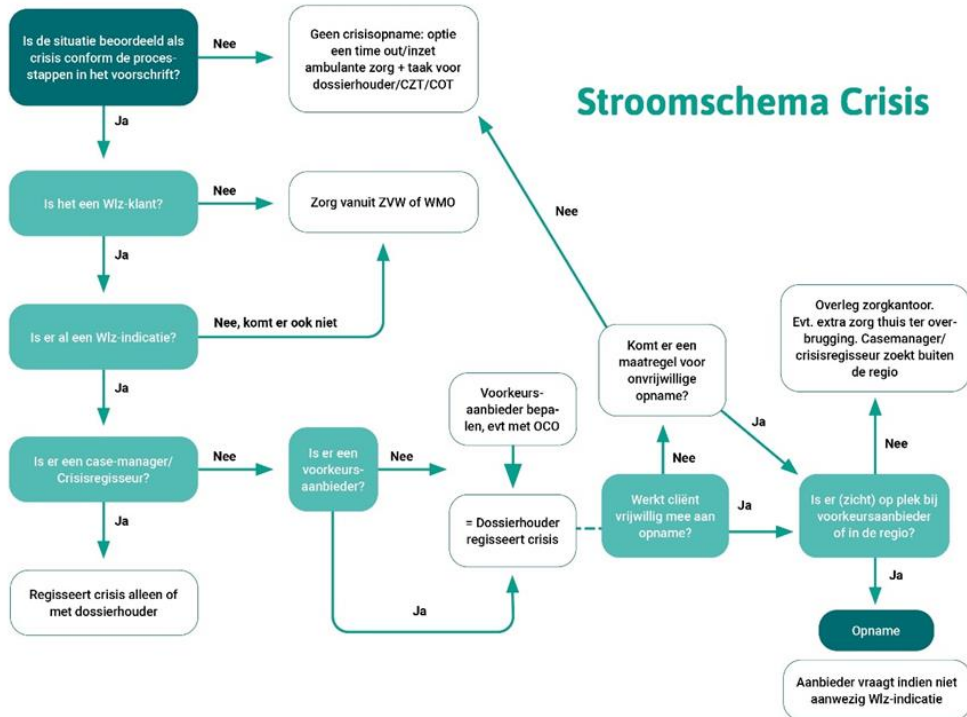 Stroomschema Crisis
Is de situatie beoordeeld als
crisis conform de proces-
stappen in het voorschrift?
Nee
Geen crisisopname: optie
een time out/inzet
ambulante zorg + taak voor
dossierhouder/CZT/COT
Ja
Is het een Wlz-klant?
Nee
Zorg vanuit ZVW of WMO
Ja
Is er al een Wlz-indicatie?
Nee, komt er ook niet
Ja
Is er een case-manager/
Crisisregisseur?
Nee
Ja
Regisseert crisis alleen of
met dossierhouder
Is er een
voorkeurs-
aanbieder?
Nee
Ja
Voorkeurs-
aanbieder bepa-
len, evt met OCO
= Dossierhouder
regisseert crisis
Werkt cliënt
vrijwillig mee aan
opname?
Nee
Ja
Komt er een
maatregel voor
onvrijwillige
opname?
Nee
Ja
Is er (zicht) op plek bij
voorkeursaanbieder
of in de regio?
Nee
Overleg zorgkantoor.
Evt. extra zorg thuis ter over-
brugging. Casemanager/
crisisregisseur zoekt buiten
de regio
Ja
Opname
Aanbieder vraagt indien niet
aanwezig Wlz-indicatie